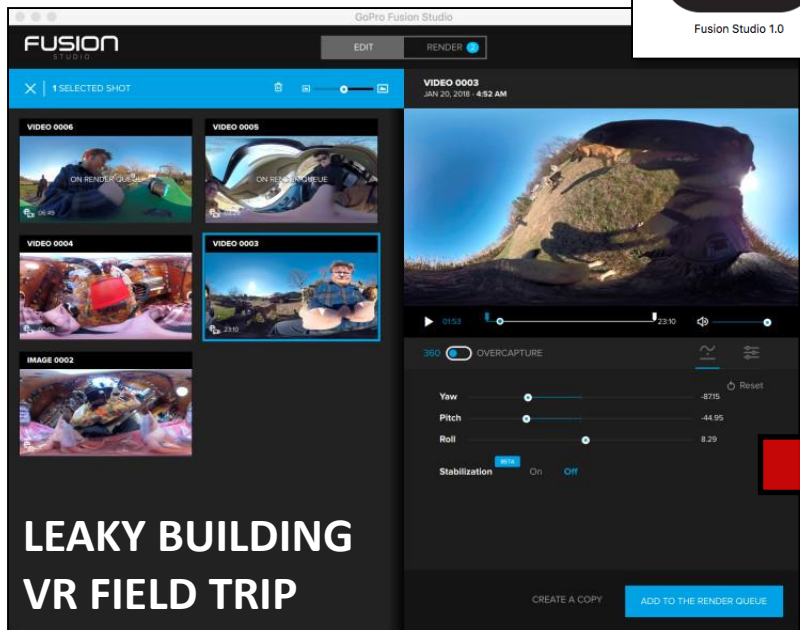 Fusion Studio 1.0
GoPro Fusion Studio
FUSION
STUDIO
EDIT
RENDER 2
1 SELECTED SHOT
VIDEO 0003
JAN 20, 2018 - 4:52 AM
VIDEO 0006
ON RENDER QUEUE
06:49
VIDEO 0005
ON RENDER QUEUE
VIDEO 0004
VIDEO 0003
23:10
IMAGE 0002
01:53
23:10
360
OVERCAPTURE
Reset
Yaw
-87.15
Pitch
-44.95
Roll
8.29
Stabilization
BETA
On
Off
CREATE A COPY
ADD TO THE RENDER QUEUE
LEAKY BUILDING
VR FIELD TRIP